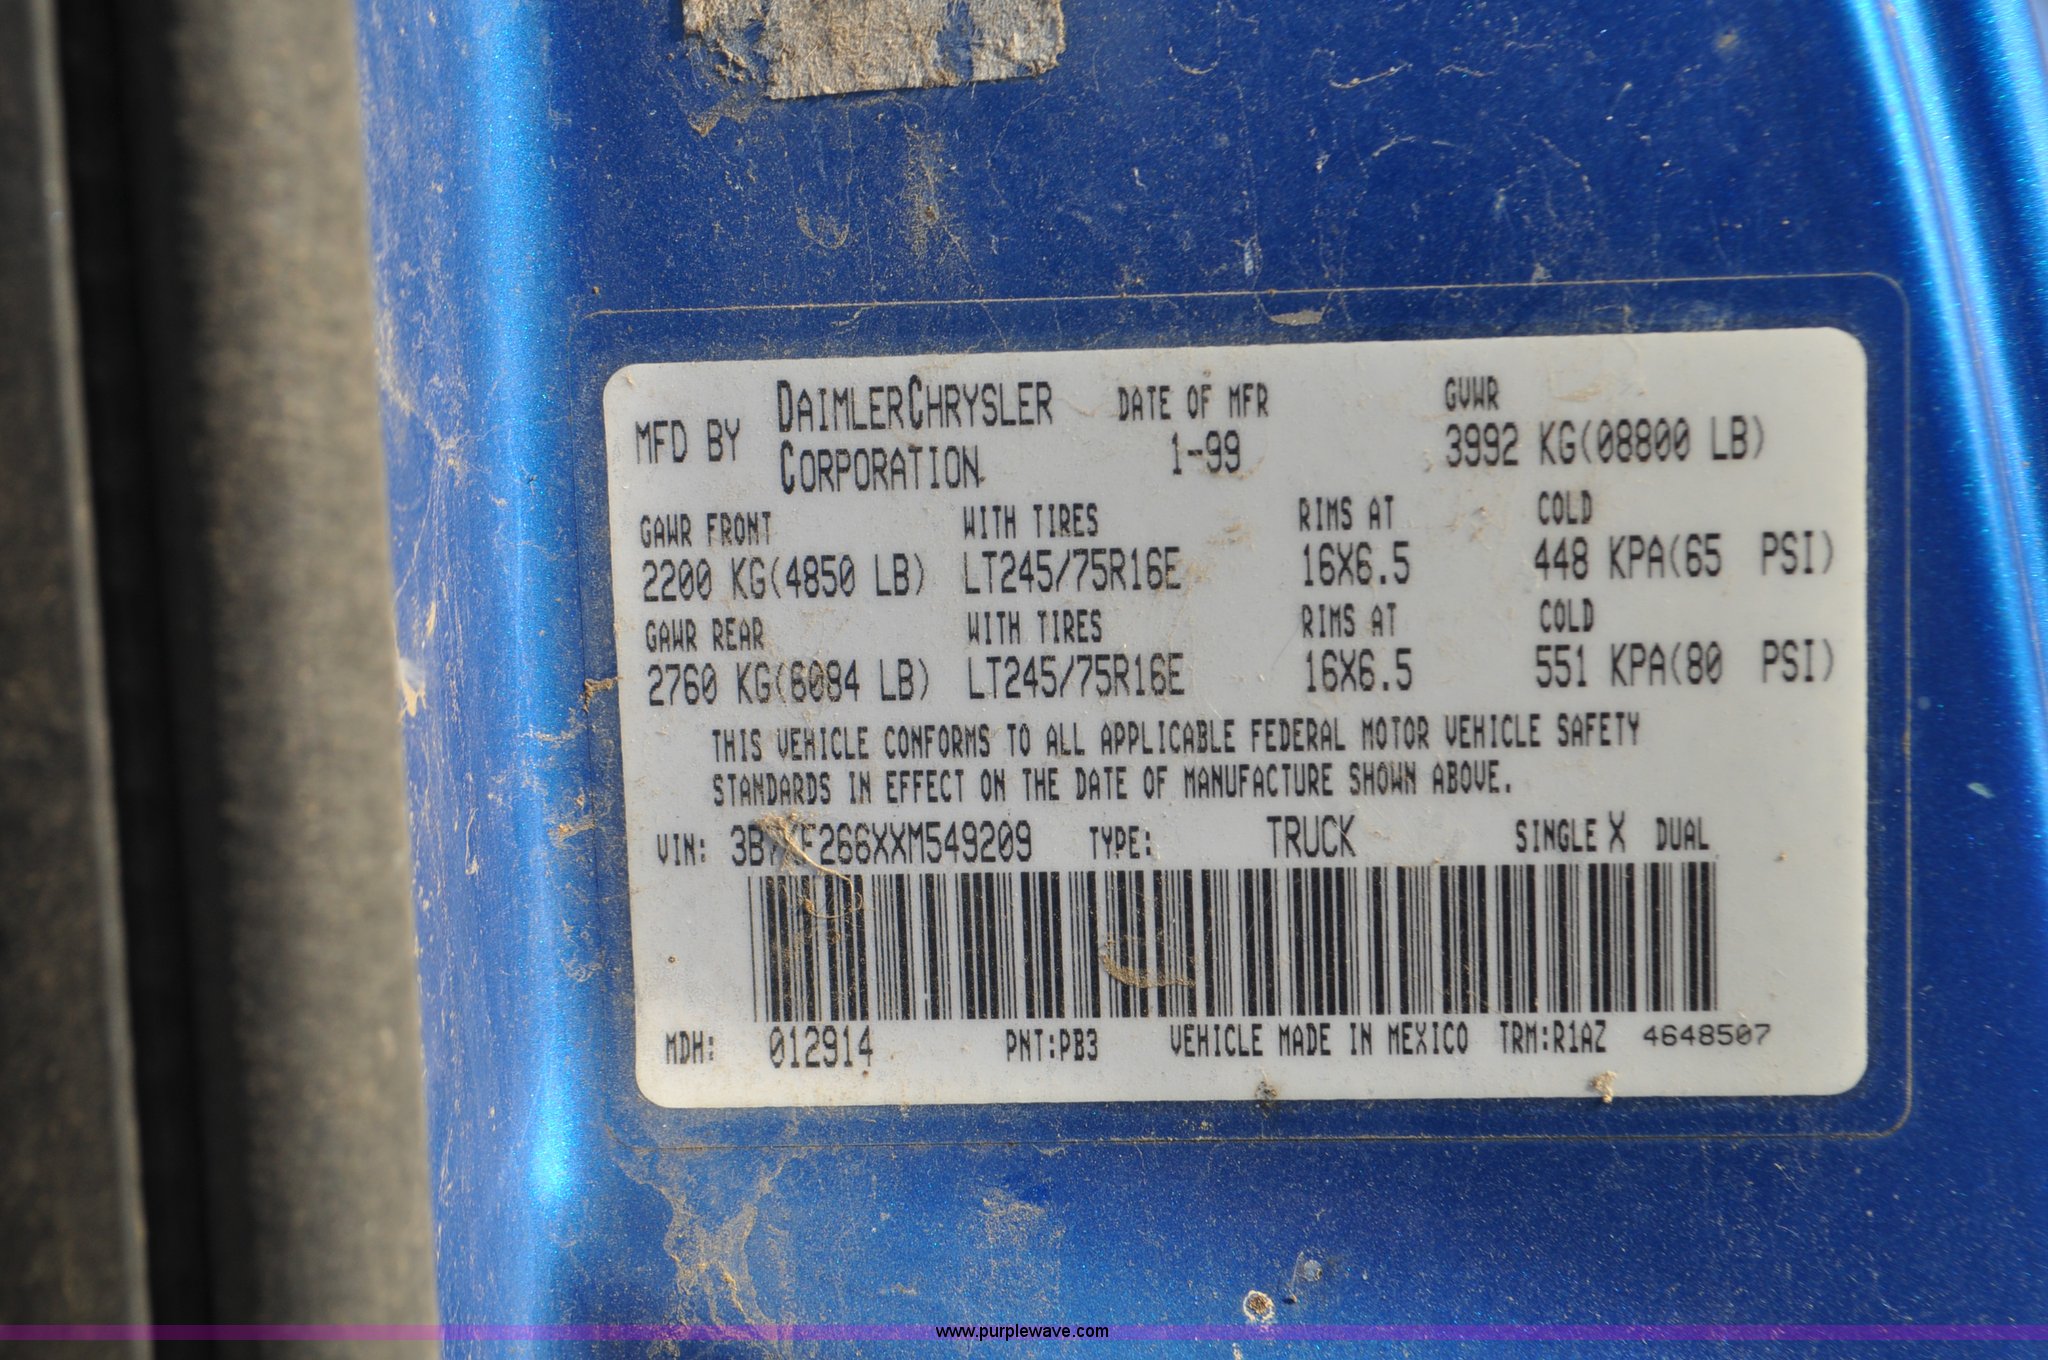 MFD BY DAIMLERCHRYSLER CORPORATION
DATE OF MFR 1-99
GVWR 3992 KG(08800 LB)
GAWR FRONT WITH TIRES RIMS AT COLD
2200 KG(4850 LB) LT245/75R16E 16X6.5 448 KPA(65 PSI)
GAWR REAR WITH TIRES RIMS AT COLD
2760 KG(6084 LB) LT245/75R16E 16X6.5 551 KPA(80 PSI)
THIS VEHICLE CONFORMS TO ALL APPLICABLE FEDERAL MOTOR VEHICLE SAFETY
STANDARDS IN EFFECT ON THE DATE OF MANUFACTURE SHOWN ABOVE.
VIN: 3B7KF266XXM549209 TYPE: TRUCK SINGLE X DUAL
MDH: 012914 PNT:PB3 VEHICLE MADE IN MEXICO TRM:R1AZ 4648507
www.purplewave.com